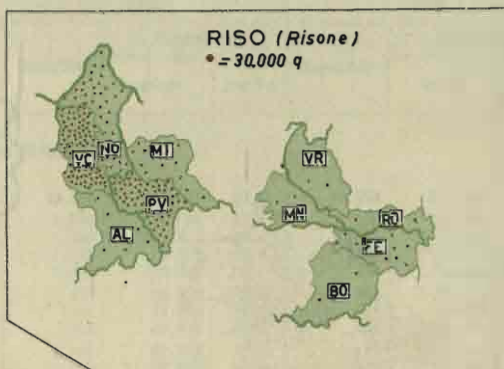 RISO (Risone)
= 30,000 q
NO
MI
VC
PV
AL
VR
MN
RO
FE
BO